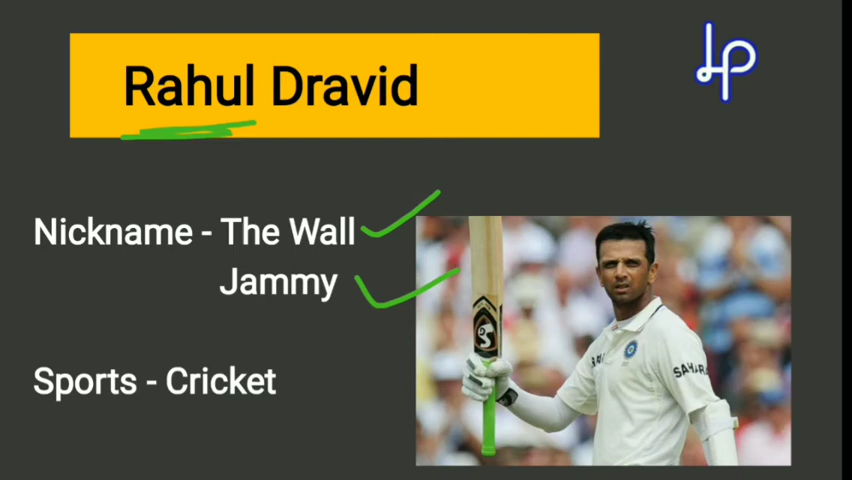 Rahul Dravid
Nickname - The Wall
Jammy
Sports - Cricket
SAHARA